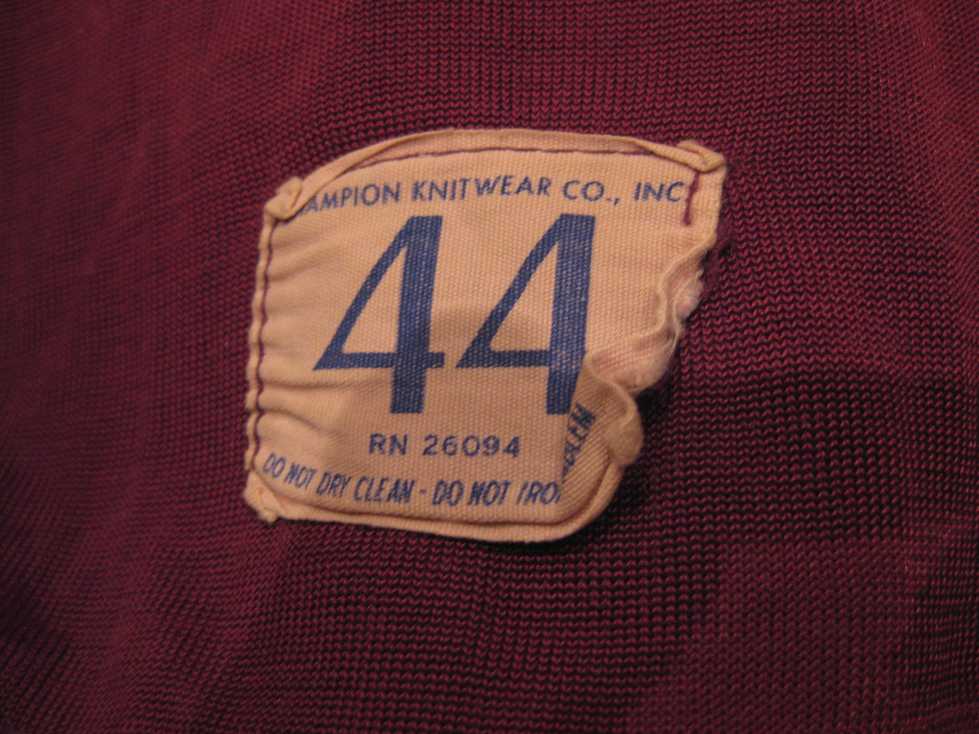 AMPION KNITWEAR CO., INC.
44
RN 26094
DO NOT DRY CLEAN - DO NOT IRO